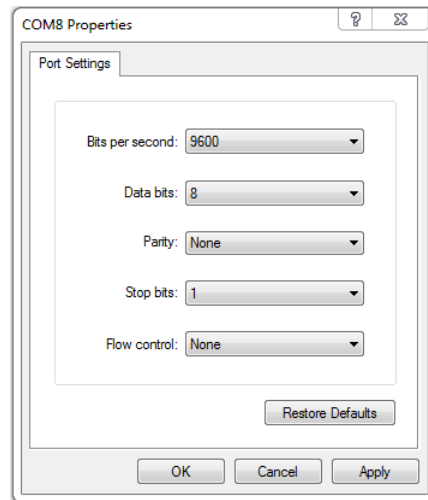 COM8 Properties
Port Settings
Bits per second: 9600
Data bits: 8
Parity: None
Stop bits: 1
Flow control: None
Restore Defaults
OK Cancel Apply